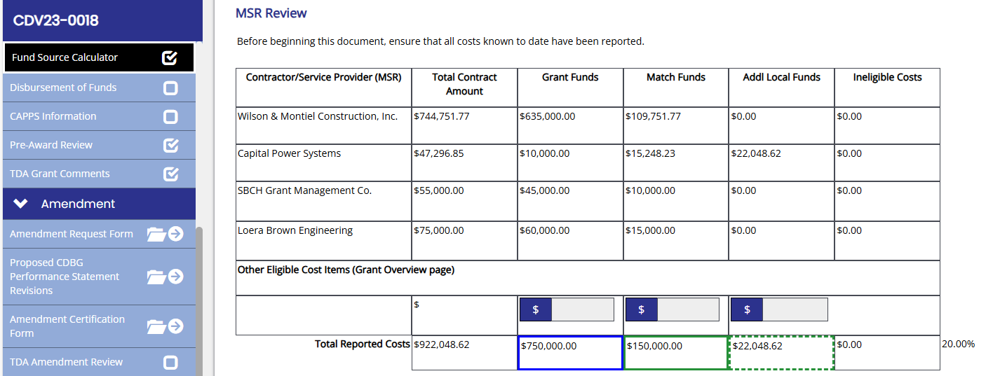 CDV23-0018
Fund Source Calculator
Disbursement of Funds
CAPPS Information
Pre-Award Review
TDA Grant Comments
Amendment
Amendment Request Form
Proposed CDBG
Performance Statement
Revisions
Amendment Certification
Form
TDA Amendment Review
MSR Review
Before beginning this document, ensure that all costs known to date have been reported.
Contractor/Service Provider (MSR) Total Contract Amount Grant Funds Match Funds Addl Local Funds Ineligible Costs
Wilson & Montiel Construction, Inc. $744,751.77 $635,000.00 $109,751.77 $0.00 $0.00
Capital Power Systems $47,296.85 $10,000.00 $15,248.23 $22,048.62 $0.00
SBCH Grant Management Co. $55,000.00 $45,000.00 $10,000.00 $0.00 $0.00
Loera Brown Engineering $75,000.00 $60,000.00 $15,000.00 $0.00 $0.00
Other Eligible Cost Items (Grant Overview page)
$ $ $ $
Total Reported Costs $922,048.62 $750,000.00 $150,000.00 $22,048.62 $0.00 20.00%